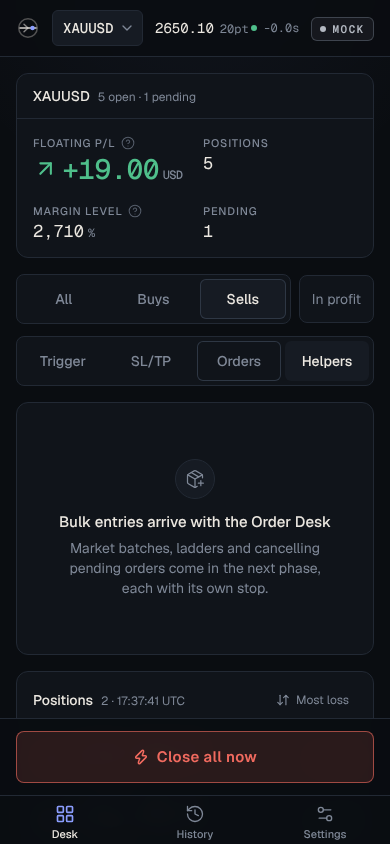 XAUUSD 2650.10 20pt -0.0s MOCK
XAUUSD 5 open · 1 pending
FLOATING P/L ? POSITIONS
+19.00 USD 5
MARGIN LEVEL ? PENDING
2,710 % 1
All Buys Sells In profit
Trigger SL/TP Orders Helpers
Bulk entries arrive with the Order Desk
Market batches, ladders and cancelling
pending orders come in the next phase,
each with its own stop.
Positions 2 · 17:37:41 UTC Most loss
Close all now
Desk History Settings